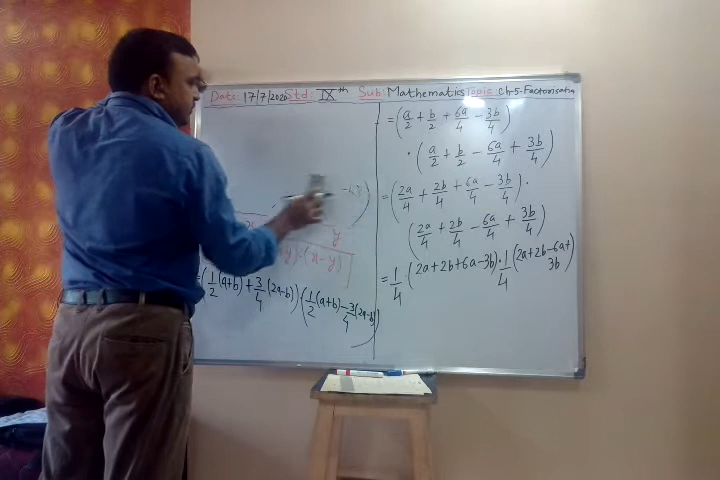 Date: 17/7/2020 Std: IXth Sub: Mathematics Topic: Ch-5-Factorisatn
y
y)·(x-y)
=(1/2(a+b)+3/4(2a-b))(1/2(a+b)-3/4(2a-b))
=(a/2+b/2+6a/4-3b/4)
·(a/2+b/2-6a/4+3b/4)
=(2a/4+2b/4+6a/4-3b/4)·
(2a/4+2b/4-6a/4+3b/4)
=1/4(2a+2b+6a-3b)·1/4(2a+2b-6a+
3b)